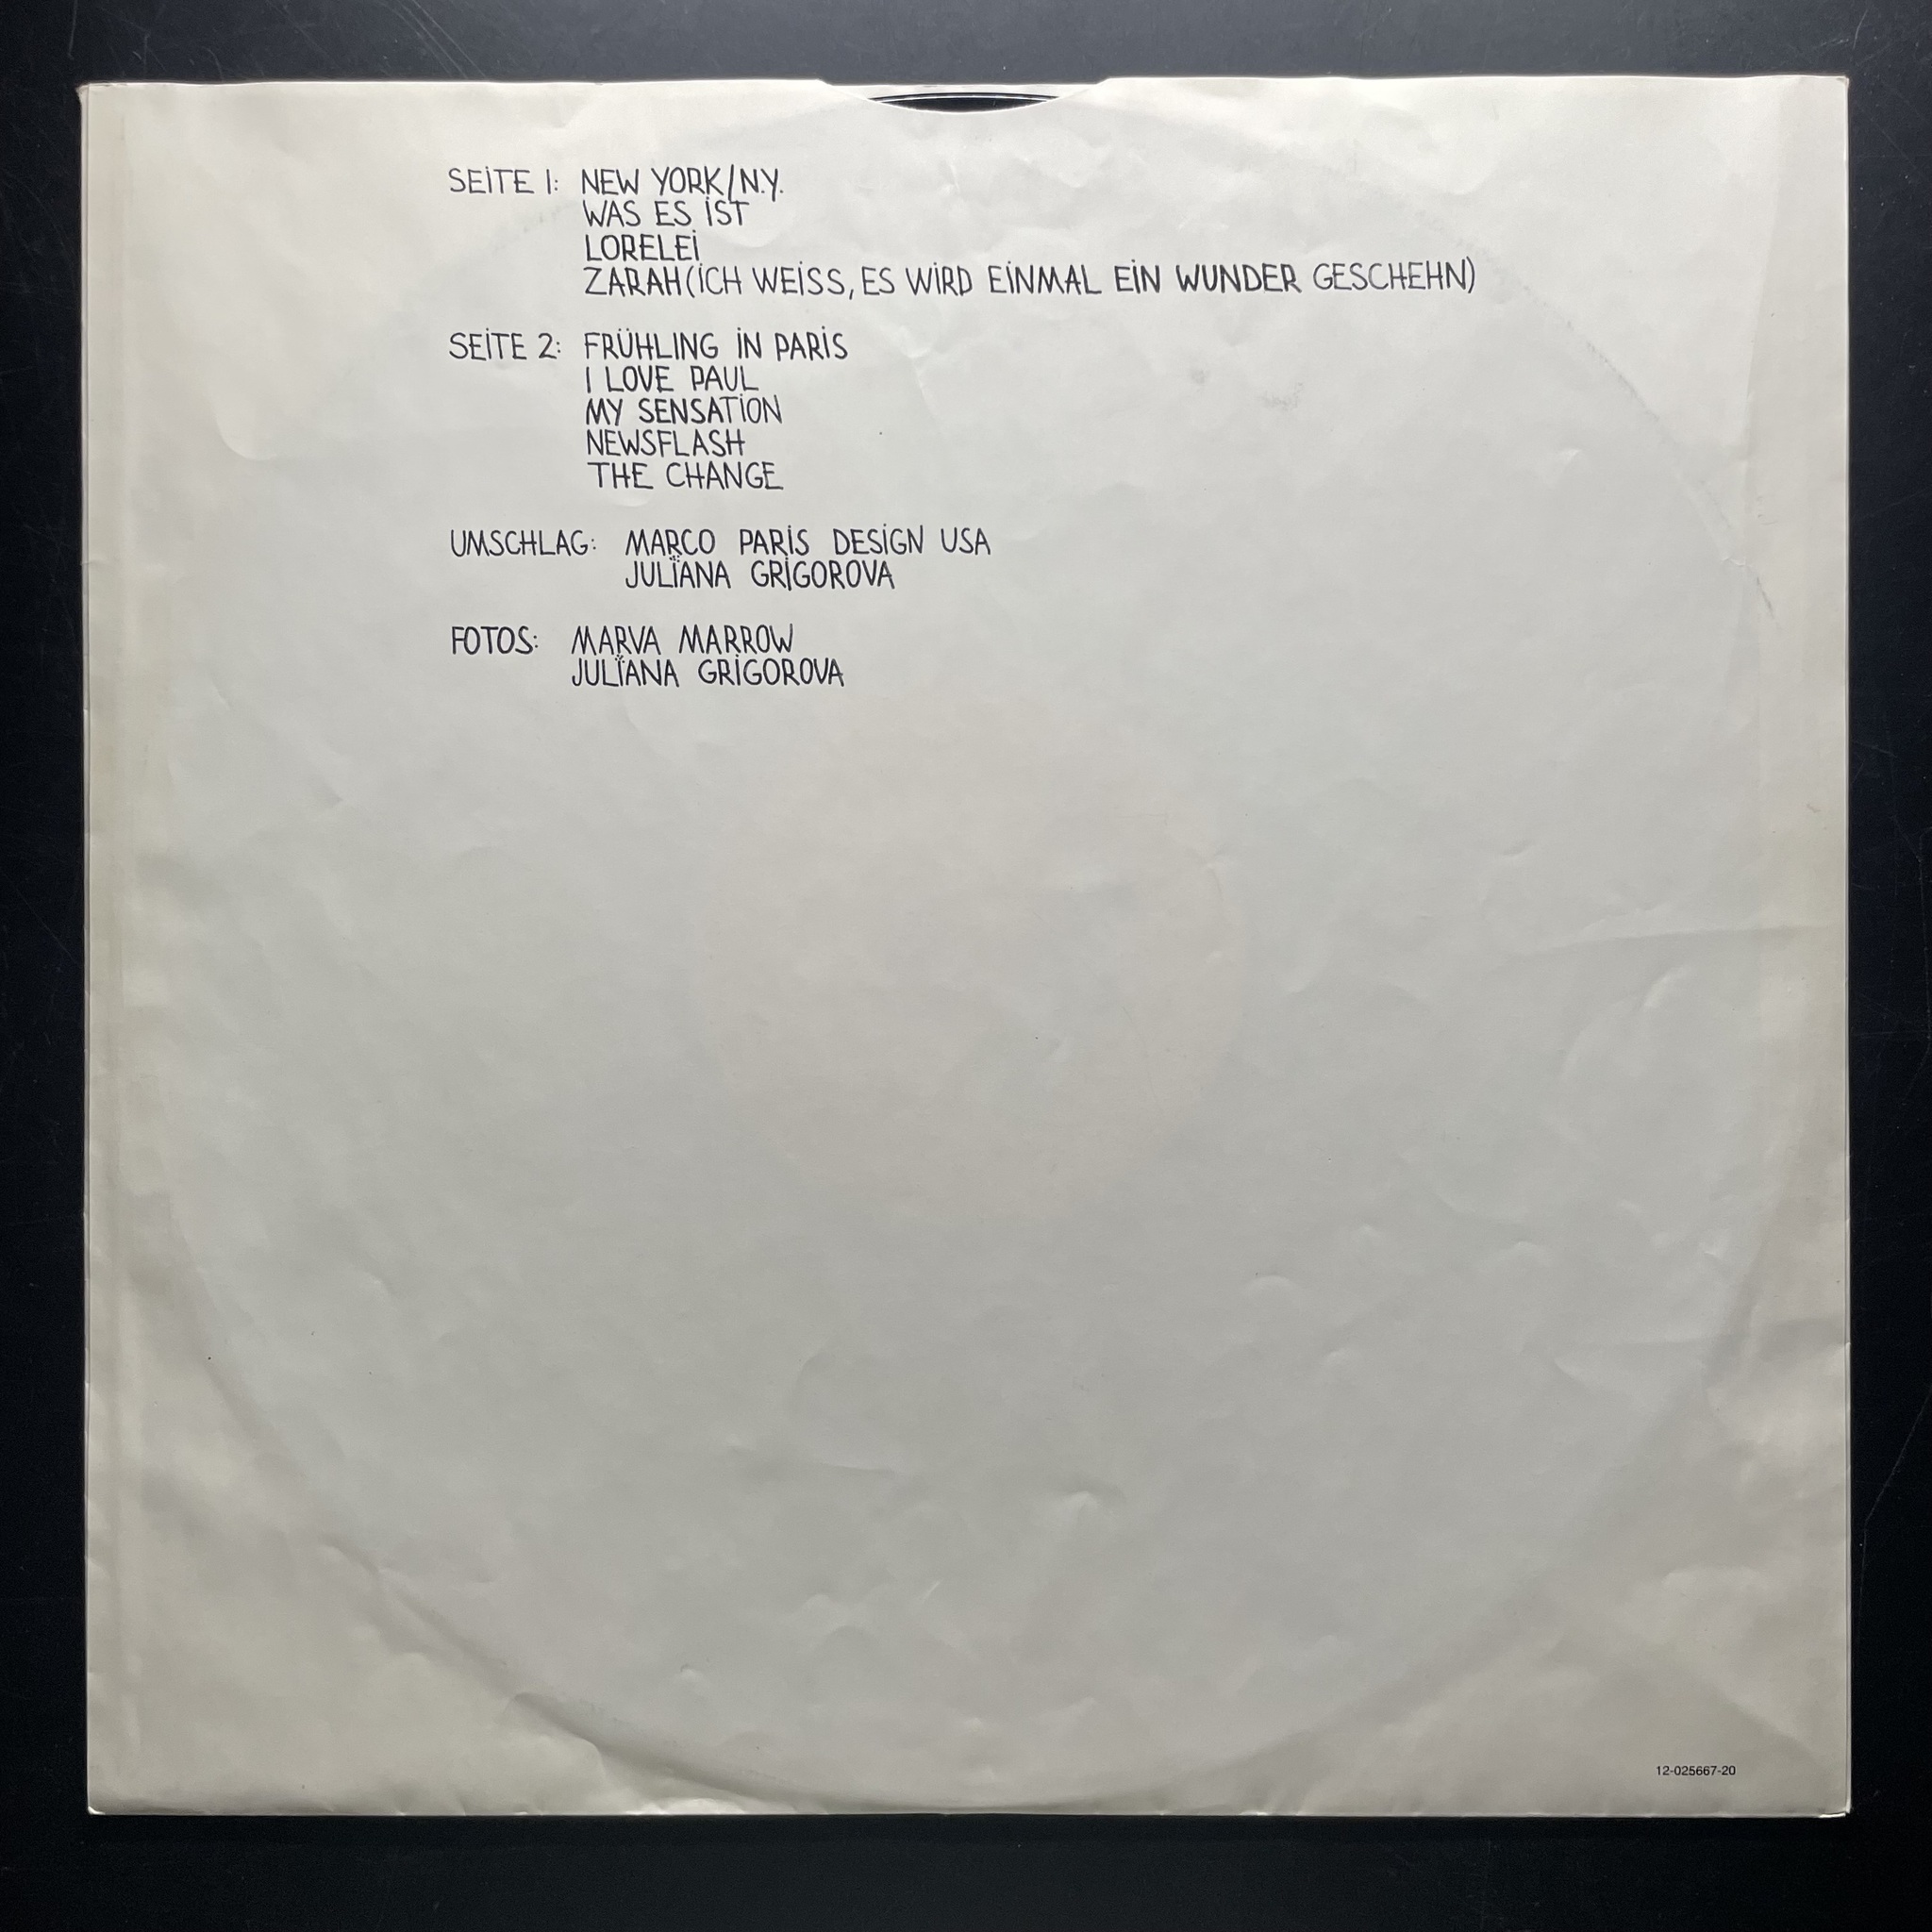 SEITE 1: NEW YORK/N.Y.
WAS ES IST
LORELEI
ZARAH (ICH WEISS, ES WIRD EINMAL EIN WUNDER GESCHEHN)
SEITE 2: FRÜHLING IN PARIS
I LOVE PAUL
MY SENSATION
NEWSFLASH
THE CHANGE
UMSCHLAG: MARCO PARIS DESIGN USA
JULIANA GRIGOROVA
FOTOS: MARVA MARROW
JULIANA GRIGOROVA
12-025667-20